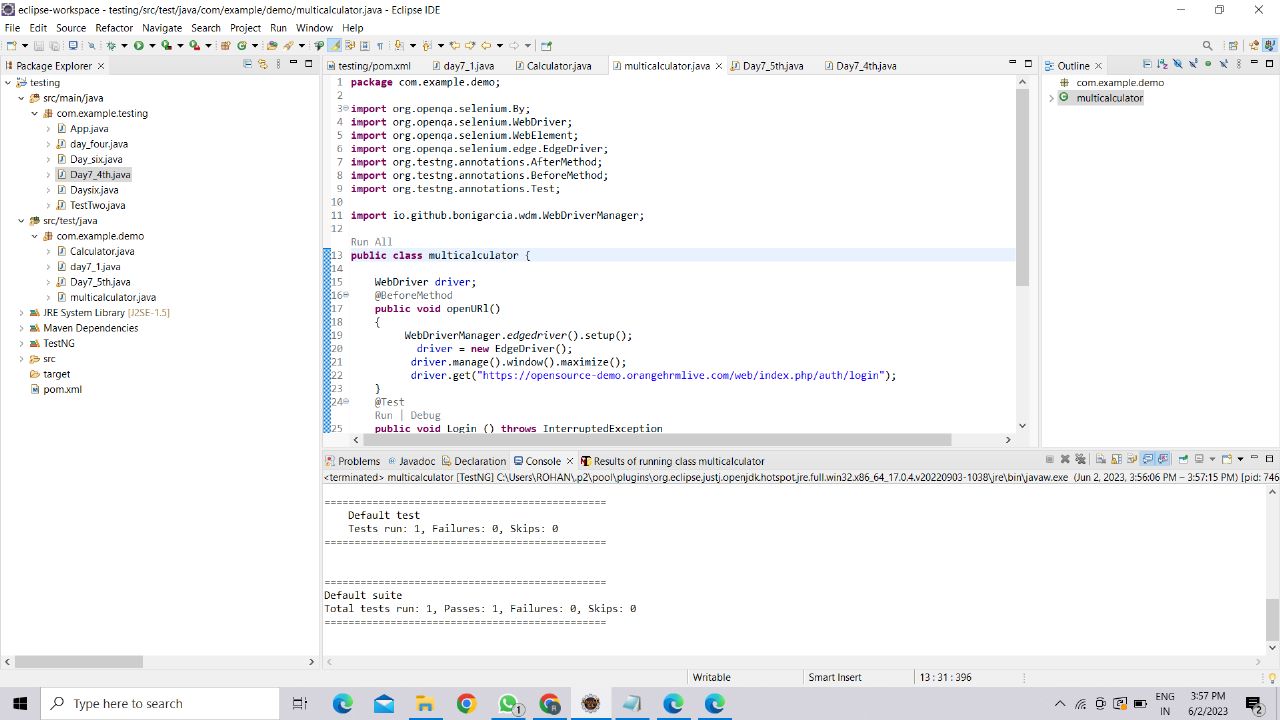 eclipse-workspace - testing/src/test/java/com/example/demo/multicalculator.java - Eclipse IDE
File Edit Source Refactor Navigate Search Project Run Window Help
Package Explorer
testing
src/main/java
com.example.testing
App.java
day_four.java
Day_six.java
Day7_4th.java
Daysix.java
TestTwo.java
src/test/java
com.example.demo
Calculator.java
day7_1.java
Day7_5th.java
multicalculator.java
JRE System Library [J2SE-1.5]
Maven Dependencies
TestNG
src
target
pom.xml
testing/pom.xml day7_1.java Calculator.java multicalculator.java Day7_5th.java Day7_4th.java
1 package com.example.demo;
2
3 import org.openqa.selenium.By;
4 import org.openqa.selenium.WebDriver;
5 import org.openqa.selenium.WebElement;
6 import org.openqa.selenium.edge.EdgeDriver;
7 import org.testng.annotations.AfterMethod;
8 import org.testng.annotations.BeforeMethod;
9 import org.testng.annotations.Test;
10
11 import io.github.bonigarcia.wdm.WebDriverManager;
12
Run All
13 public class multicalculator {
14
15 WebDriver driver;
16 @BeforeMethod
17 public void openURl()
18 {
19 WebDriverManager.edgedriver().setup();
20 driver = new EdgeDriver();
21 driver.manage().window().maximize();
22 driver.get("https://opensource-demo.orangehrmlive.com/web/index.php/auth/login");
23 }
24 @Test
Run | Debug
25 public void Login () throws InterruptedException
Outline
com.example.demo
multicalculator
Problems Javadoc Declaration Console Results of running class multicalculator
<terminated> multicalculator [TestNG] C:\Users\ROHAN\.p2\pool\plugins\org.eclipse.justj.openjdk.hotspot.jre.full.win32.x86_64_17.0.4.v20220903-1038\jre\bin\javaw.exe (Jun 2, 2023, 3:56:06 PM – 3:57:15 PM) [pid: 746
===============================================
Default test
Tests run: 1, Failures: 0, Skips: 0
===============================================
===============================================
Default suite
Total tests run: 1, Passes: 1, Failures: 0, Skips: 0
===============================================
Writable Smart Insert 13 : 31 : 396
Type here to search
1
ENG
IN
3:57 PM
6/2/2023
2